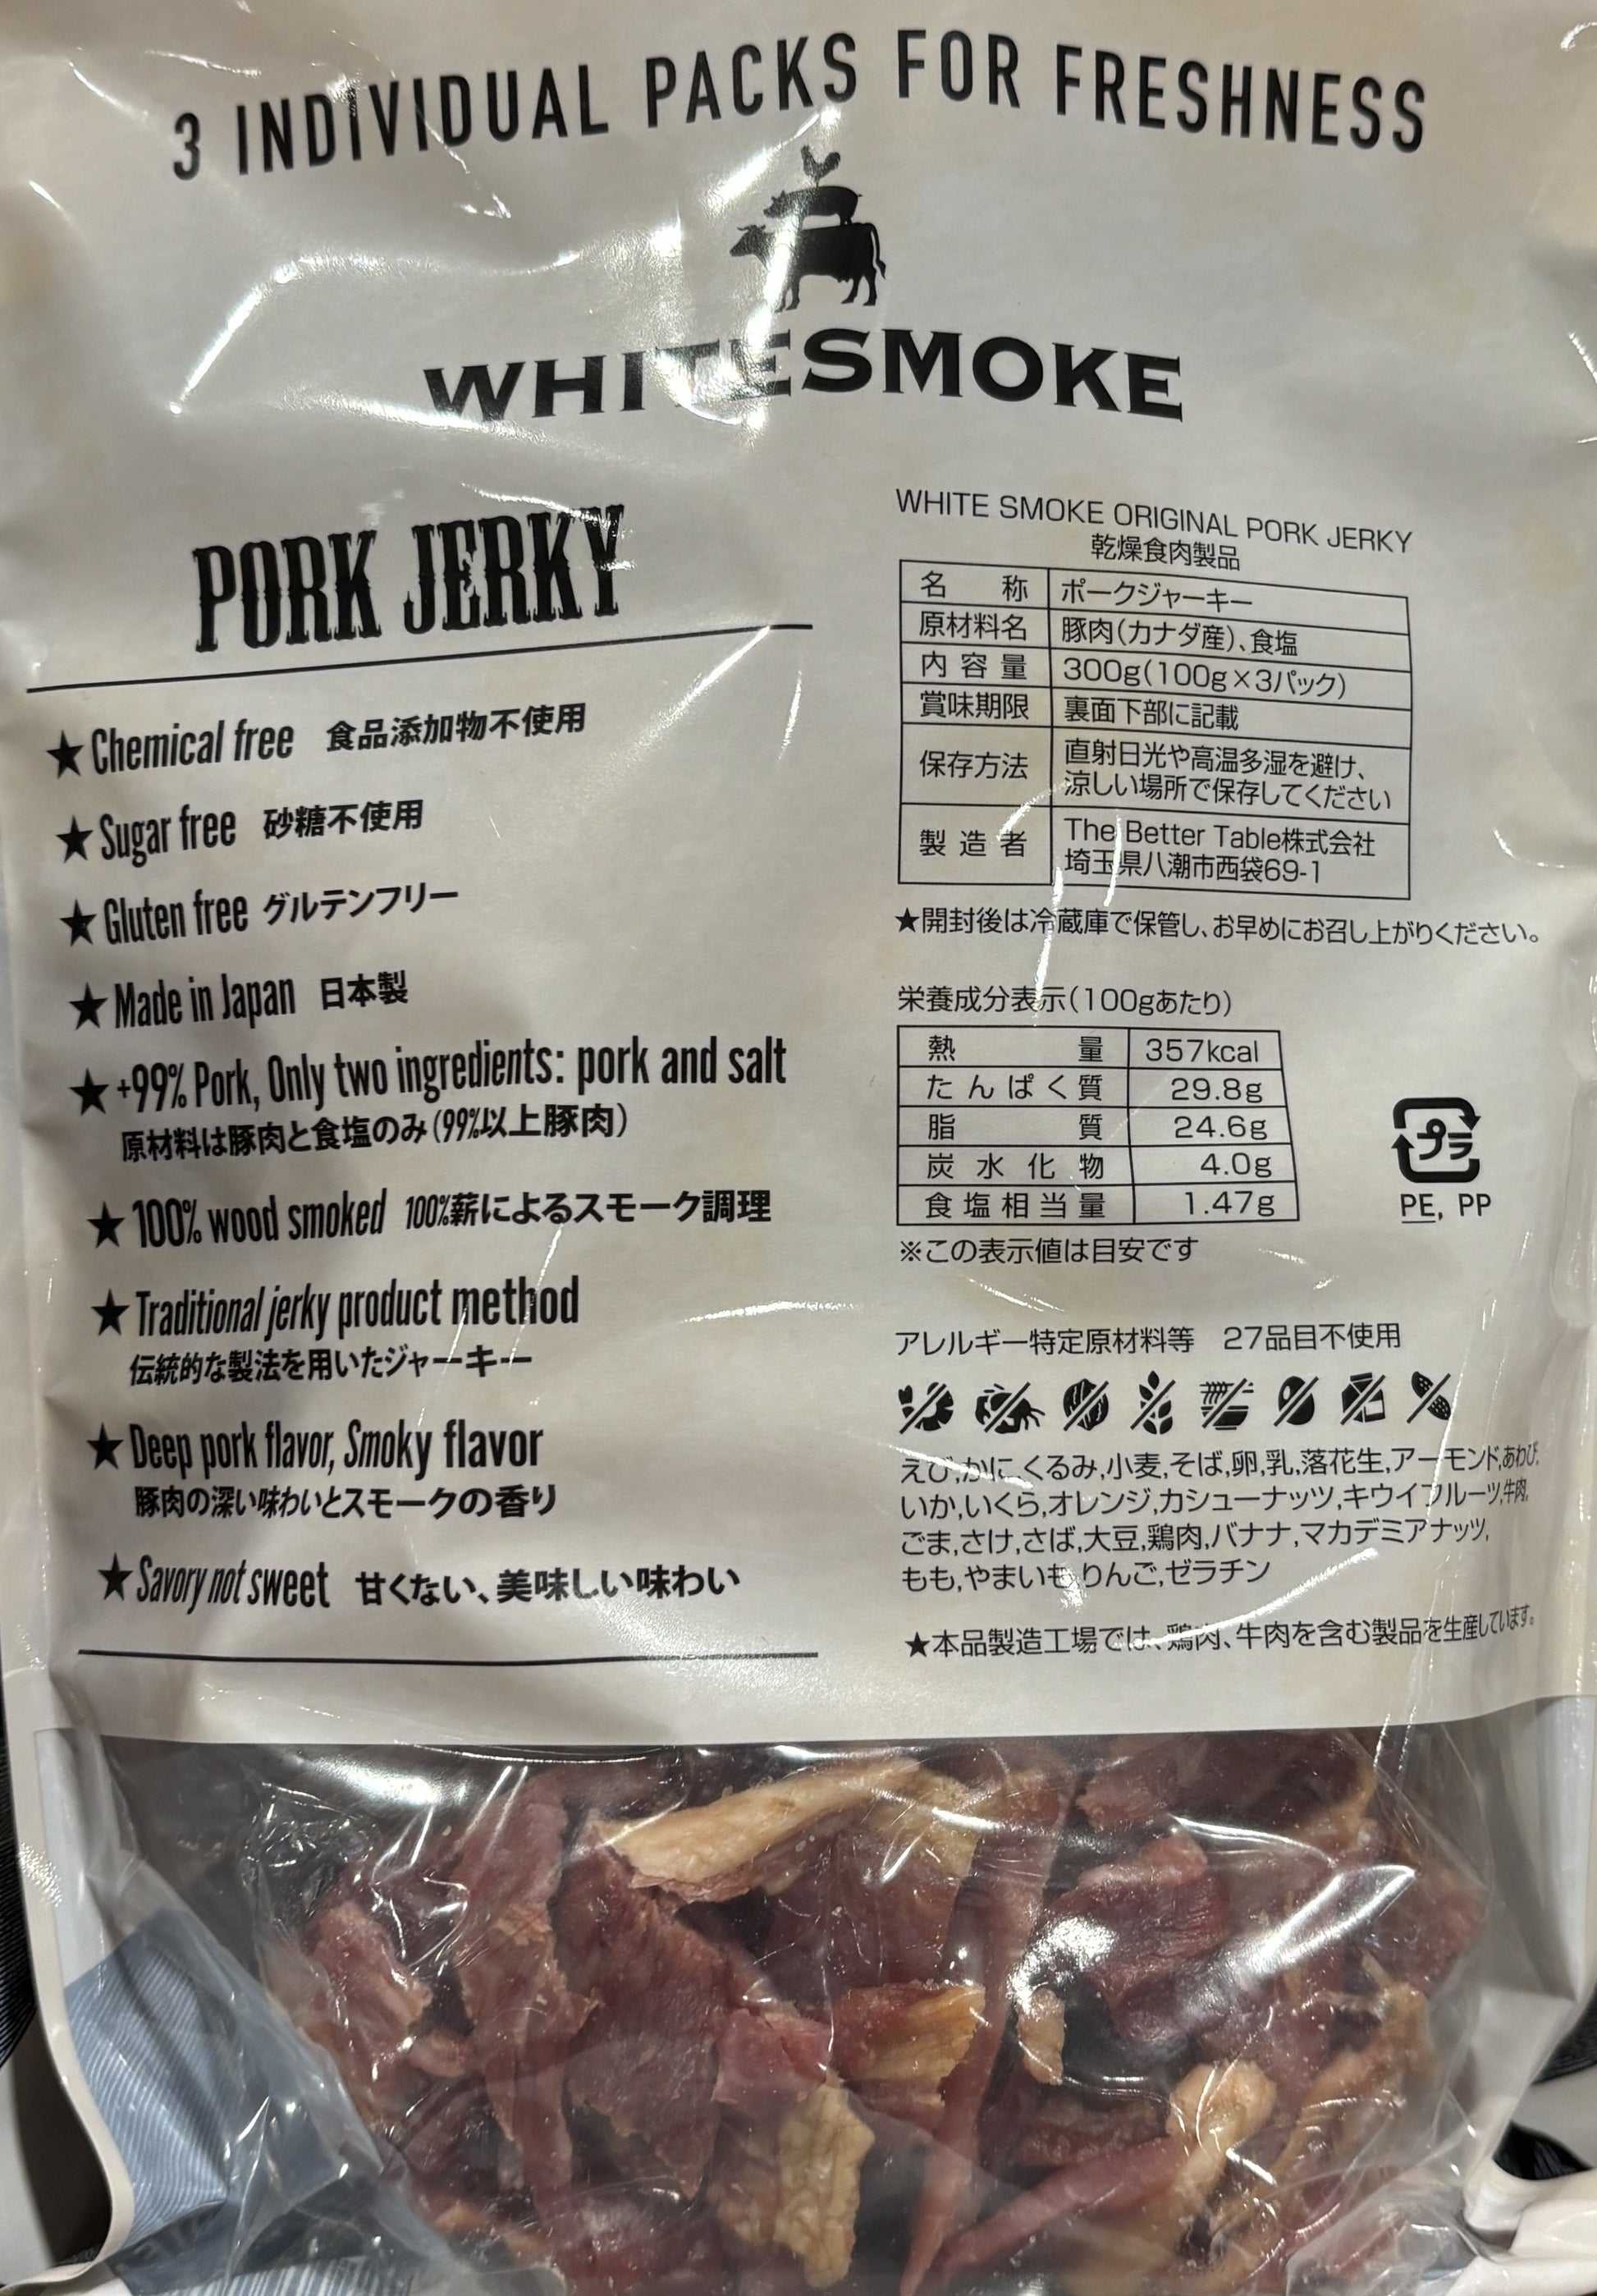 3 INDIVIDUAL PACKS FOR FRESHNESS
WHITESMOKE
PORK JERKY
★Chemical free 食品添加物不使用
★Sugar free 砂糖不使用
★Gluten free グルテンフリー
★Made in Japan 日本製
★+99% Pork, Only two ingredients: pork and salt
原材料は豚肉と食塩のみ(99%以上豚肉)
★100% wood smoked 100%薪によるスモーク調理
★Traditional jerky product method
伝統的な製法を用いたジャーキー
★Deep pork flavor, Smoky flavor
豚肉の深い味わいとスモークの香り
★Savory not sweet 甘くない、美味しい味わい
WHITE SMOKE ORIGINAL PORK JERKY
乾燥食肉製品
名称 ポークジャーキー
原材料名 豚肉(カナダ産)、食塩
内容量 300g(100g×3パック)
賞味期限 裏面下部に記載
保存方法 直射日光や高温多湿を避け、
涼しい場所で保存してください
製造者 The Better Table株式会社
埼玉県八潮市西袋69-1
★開封後は冷蔵庫で保管し、お早めにお召し上がりください。
栄養成分表示(100gあたり)
熱量 357kcal
たんぱく質 29.8g
脂質 24.6g
炭水化物 4.0g
食塩相当量 1.47g
※この表示値は目安です
プラ
PE, PP
アレルギー特定原材料等 27品目不使用
えび,かに,くるみ,小麦,そば,卵,乳,落花生,アーモンド,あわび,
いか,いくら,オレンジ,カシューナッツ,キウイフルーツ,牛肉,
ごま,さけ,さば,大豆,鶏肉,バナナ,マカデミアナッツ,
もも,やまいも,りんご,ゼラチン
★本品製造工場では、鶏肉、牛肉を含む製品を生産しています。